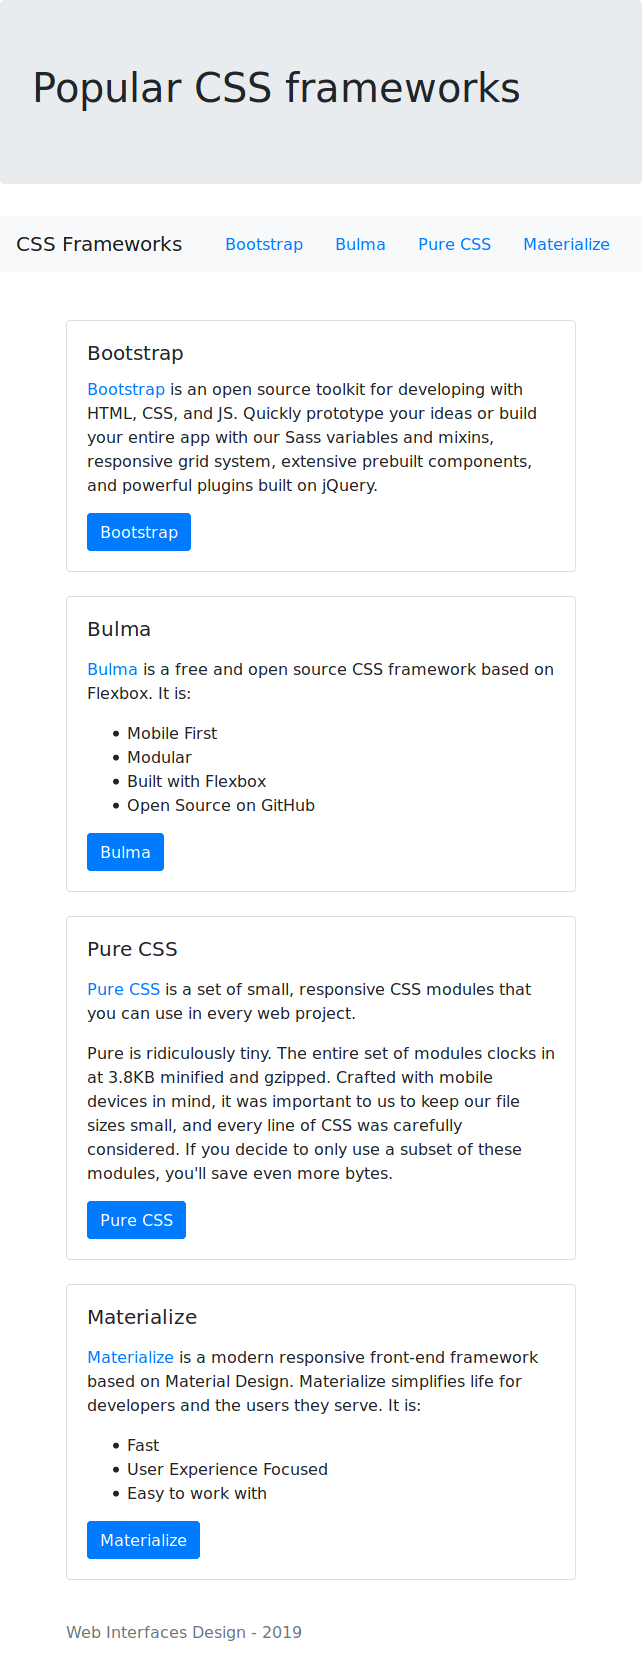 Popular CSS frameworks
CSS Frameworks Bootstrap Bulma Pure CSS Materialize
Bootstrap
Bootstrap is an open source toolkit for developing with
HTML, CSS, and JS. Quickly prototype your ideas or build
your entire app with our Sass variables and mixins,
responsive grid system, extensive prebuilt components,
and powerful plugins built on jQuery.
Bootstrap
Bulma
Bulma is a free and open source CSS framework based on
Flexbox. It is:
• Mobile First
• Modular
• Built with Flexbox
• Open Source on GitHub
Bulma
Pure CSS
Pure CSS is a set of small, responsive CSS modules that
you can use in every web project.
Pure is ridiculously tiny. The entire set of modules clocks in
at 3.8KB minified and gzipped. Crafted with mobile
devices in mind, it was important to us to keep our file
sizes small, and every line of CSS was carefully
considered. If you decide to only use a subset of these
modules, you'll save even more bytes.
Pure CSS
Materialize
Materialize is a modern responsive front-end framework
based on Material Design. Materialize simplifies life for
developers and the users they serve. It is:
• Fast
• User Experience Focused
• Easy to work with
Materialize
Web Interfaces Design - 2019